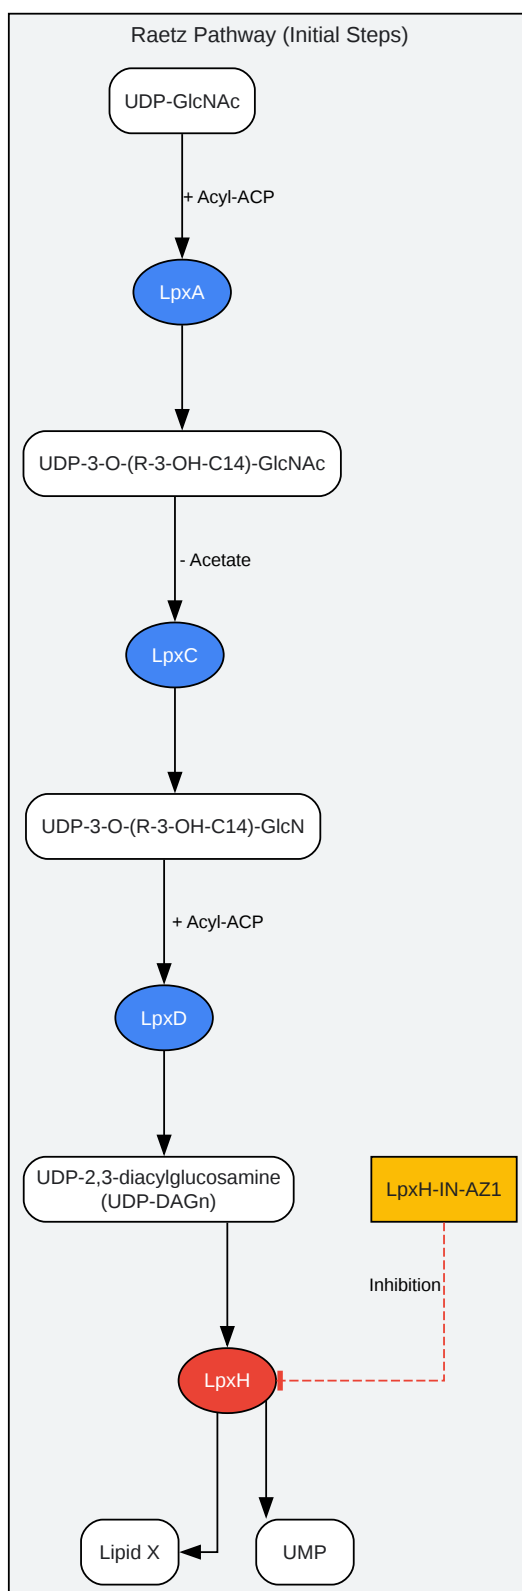 Raetz Pathway (Initial Steps)
UDP-GlcNAc
+ Acyl-ACP
LpxA
UDP-3-O-(R-3-OH-C14)-GlcNAc
- Acetate
LpxC
UDP-3-O-(R-3-OH-C14)-GlcN
+ Acyl-ACP
LpxD
UDP-2,3-diacylglucosamine
(UDP-DAGn)
LpxH-IN-AZ1
Inhibition
LpxH
Lipid X
UMP